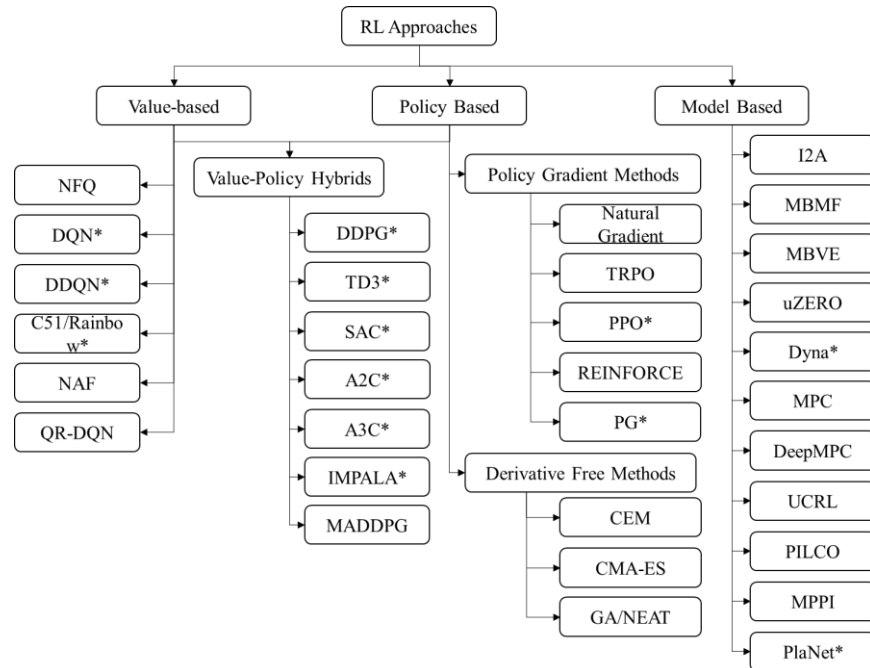 RL Approaches
Value-based
Policy Based
Model Based
NFQ
DQN*
DDQN*
C51/Rainbo
w*
NAF
QR-DQN
Value-Policy Hybrids
DDPG*
TD3*
SAC*
A2C*
A3C*
IMPALA*
MADDPG
Policy Gradient Methods
Natural
Gradient
TRPO
PPO*
REINFORCE
PG*
Derivative Free Methods
CEM
CMA-ES
GA/NEAT
I2A
MBMF
MBVE
uZERO
Dyna*
MPC
DeepMPC
UCRL
PILCO
MPPI
PlaNet*